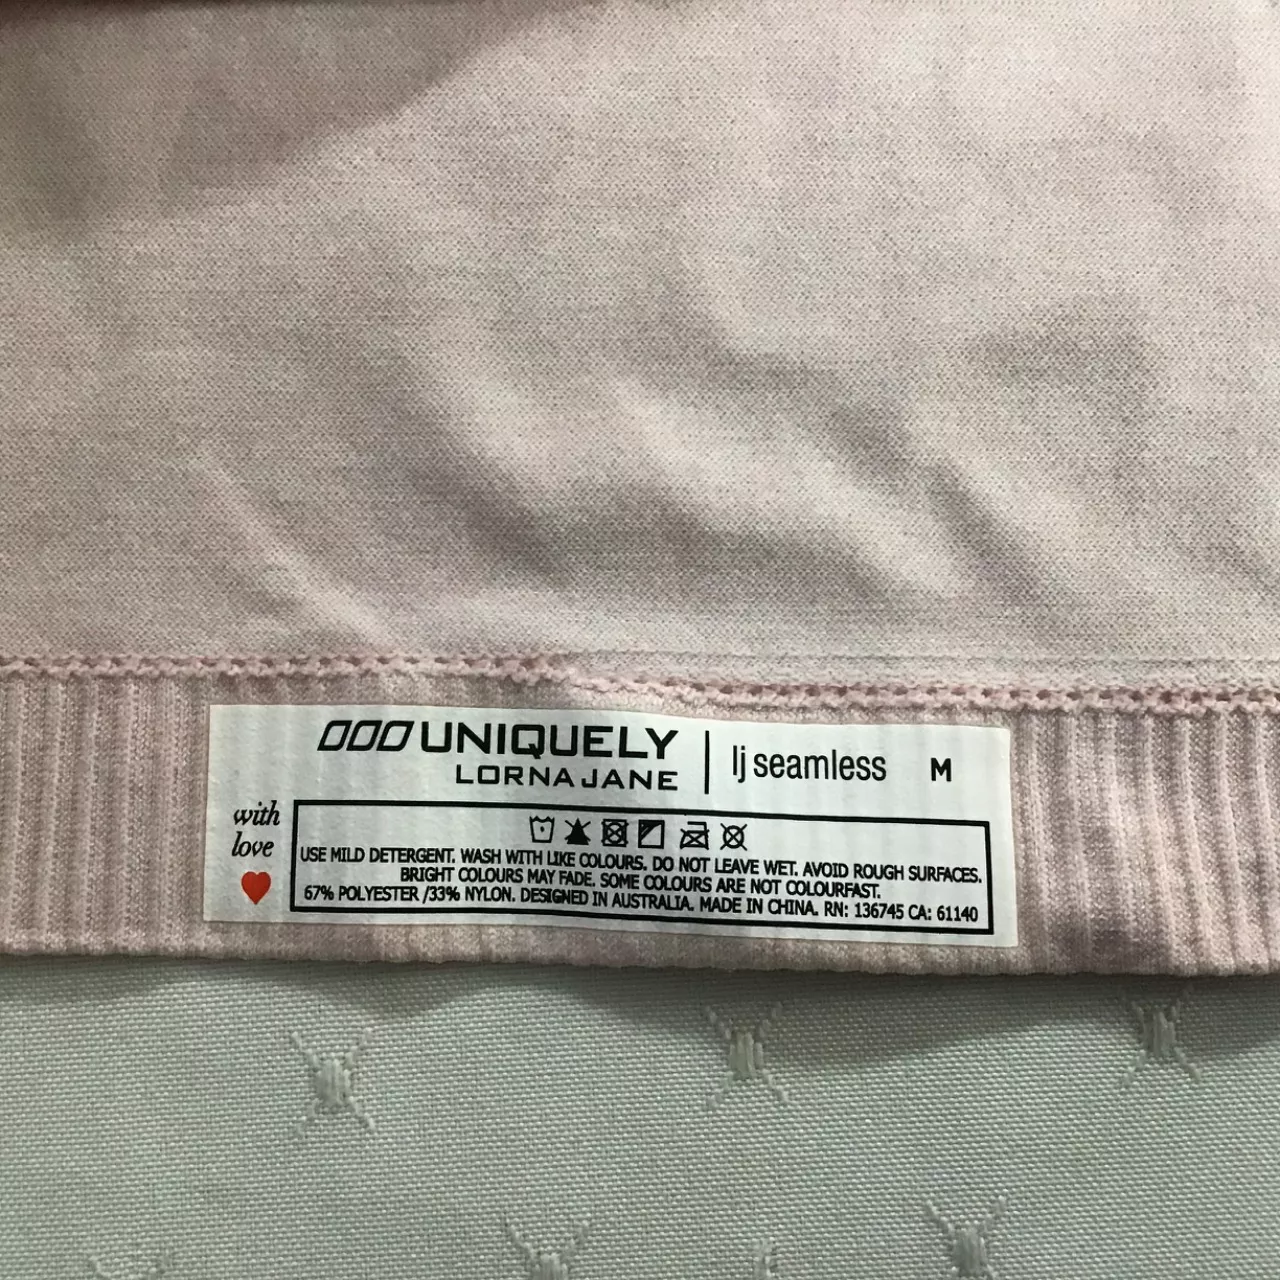 UNIQUELY
LORNA JANE
lj seamless
M
with
love
USE MILD DETERGENT. WASH WITH LIKE COLOURS. DO NOT LEAVE WET. AVOID ROUGH SURFACES.
BRIGHT COLOURS MAY FADE. SOME COLOURS ARE NOT COLOURFAST.
67% POLYESTER /33% NYLON. DESIGNED IN AUSTRALIA. MADE IN CHINA. RN: 136745 CA: 61140